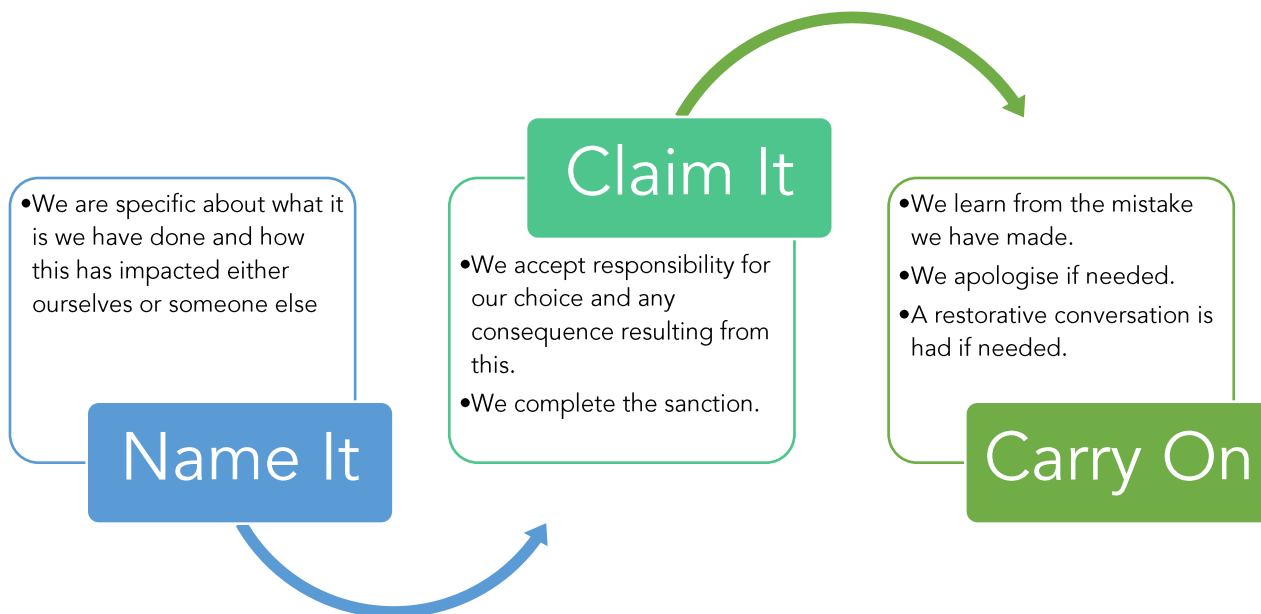 •We are specific about what it
is we have done and how
this has impacted either
ourselves or someone else
Name It
Claim It
•We accept responsibility for
our choice and any
consequence resulting from
this.
•We complete the sanction.
•We learn from the mistake
we have made.
•We apologise if needed.
•A restorative conversation is
had if needed.
Carry On